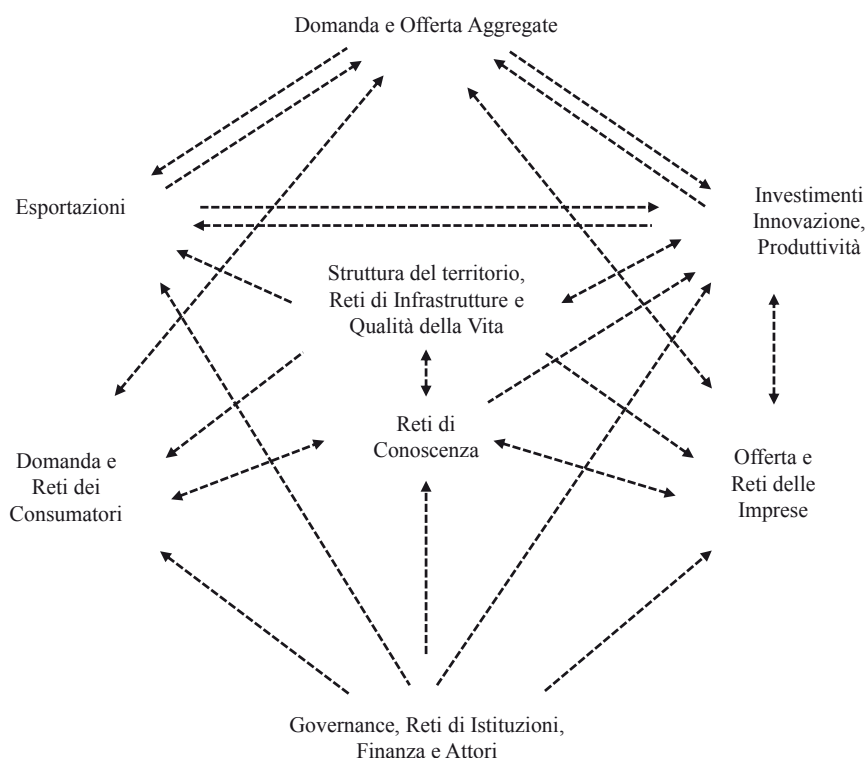 Domanda e Offerta Aggregate
Esportazioni
Investimenti
Innovazione,
Produttività
Struttura del territorio,
Reti di Infrastrutture e
Qualità della Vita
Reti di
Conoscenza
Domanda e
Reti dei
Consumatori
Offerta e
Reti delle
Imprese
Governance, Reti di Istituzioni,
Finanza e Attori